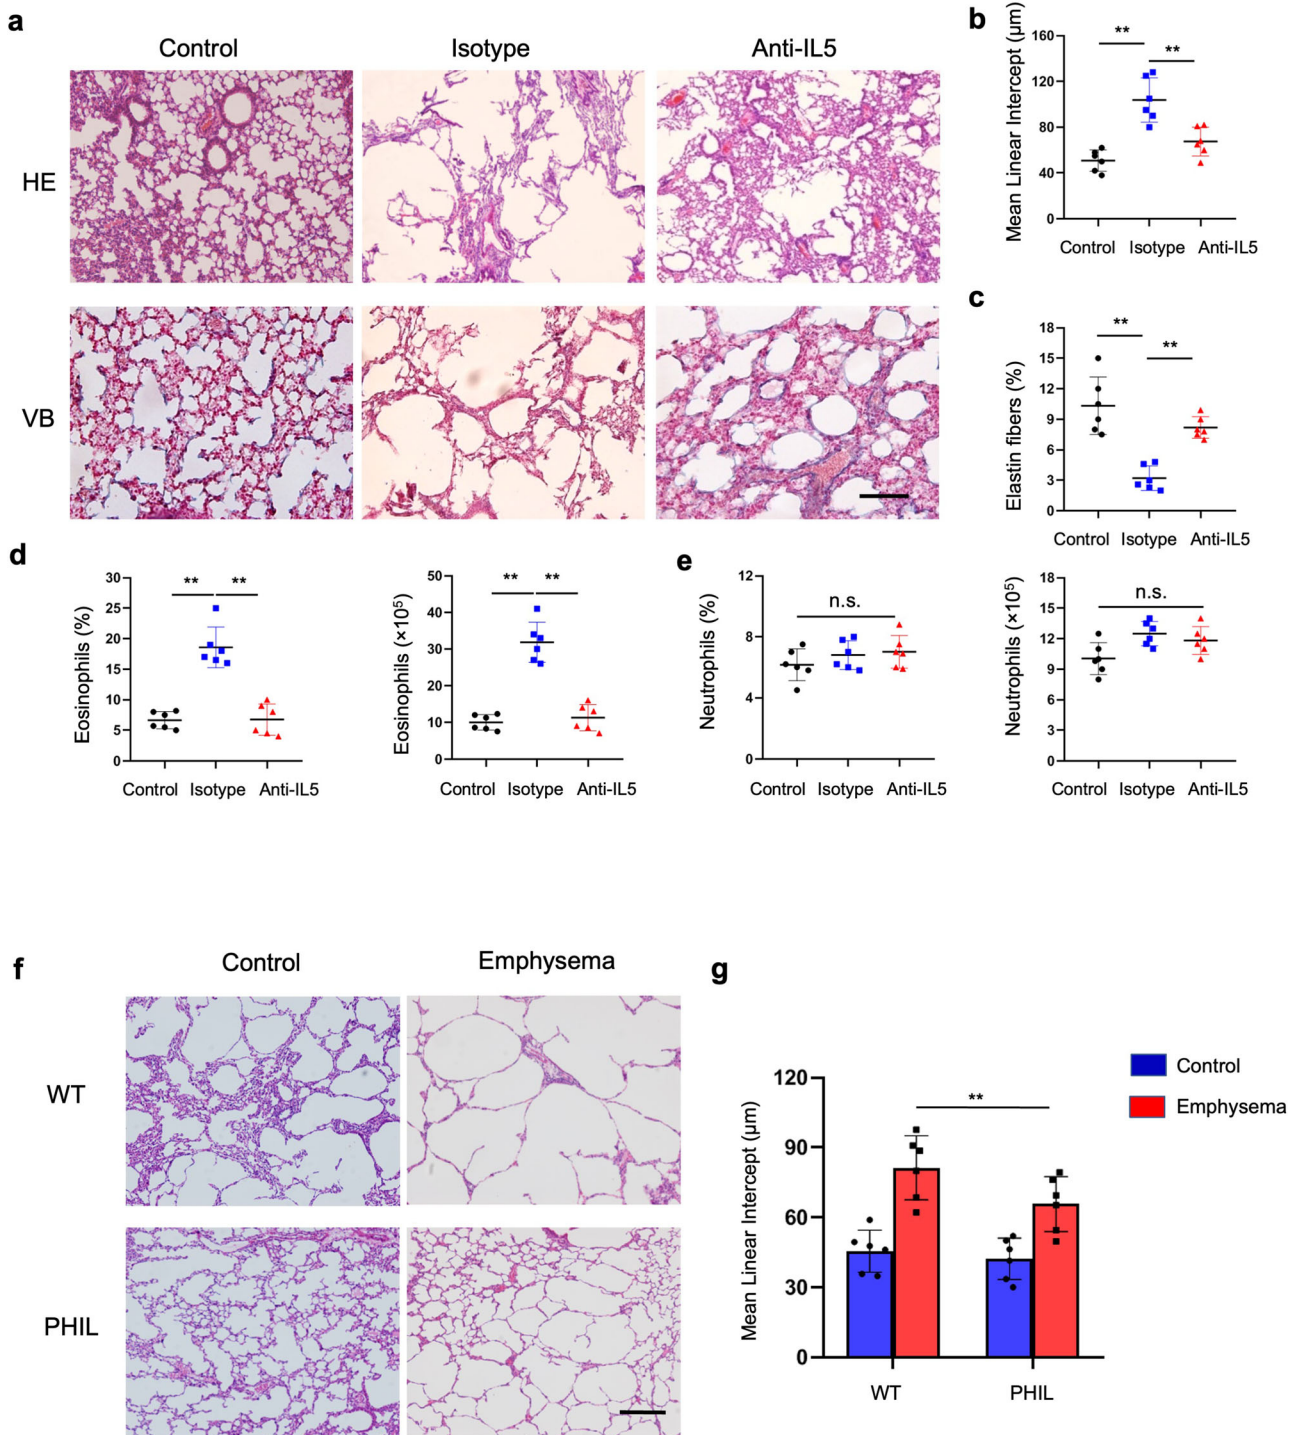 a
Control Isotype Anti-IL5
HE
VB
b
Mean Linear Intercept (μm)
160
120
80
40
0
** **
Control Isotype Anti-IL5
c
Elastin fibers (%)
18
15
12
9
6
3
0
** **
Control Isotype Anti-IL5
d
Eosinophils (%)
30
25
20
15
10
5
0
** **
Control Isotype Anti-IL5
Eosinophils (×10⁵)
50
40
30
20
10
0
** **
Control Isotype Anti-IL5
e
Neutrophils (%)
12
8
4
0
n.s.
Control Isotype Anti-IL5
Neutrophils (×10⁵)
18
15
12
9
6
3
0
n.s.
Control Isotype Anti-IL5
f
Control Emphysema
WT
PHIL
g
Mean Linear Intercept (μm)
120
90
60
30
0
**
WT PHIL
Control
Emphysema